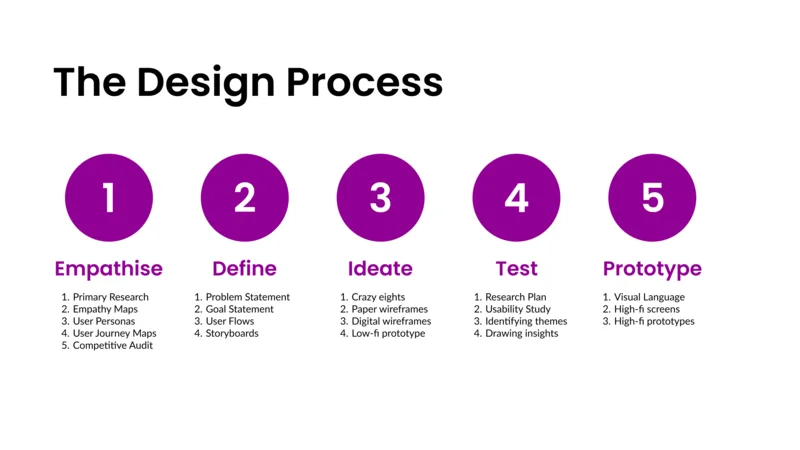 The Design Process
1
2
3
4
5
Empathise
Define
Ideate
Test
Prototype
1. Primary Research
2. Empathy Maps
3. User Personas
4. User Journey Maps
5. Competitive Audit
1. Problem Statement
2. Goal Statement
3. User Flows
4. Storyboards
1. Crazy eights
2. Paper wireframes
3. Digital wireframes
4. Low-fi prototype
1. Research Plan
2. Usability Study
3. Identifying themes
4. Drawing insights
1. Visual Language
2. High-fi screens
3. High-fi prototypes